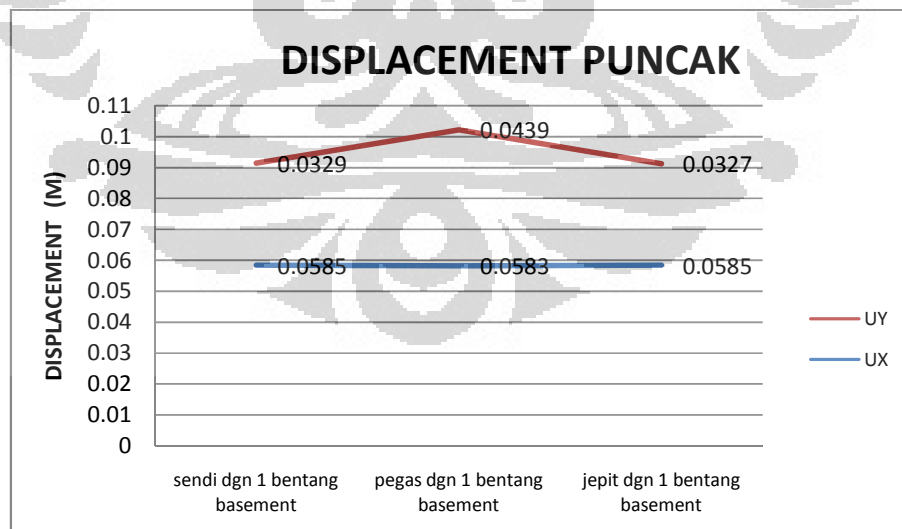 DISPLACEMENT PUNCAK
DISPLACEMENT (M)
0.11
0.1
0.09
0.08
0.07
0.06
0.05
0.04
0.03
0.02
0.01
0
0.0329
0.0439
0.0327
0.0585
0.0583
0.0585
sendi dgn 1 bentang
basement
pegas dgn 1 bentang
basement
jepit dgn 1 bentang
basement
UY
UX